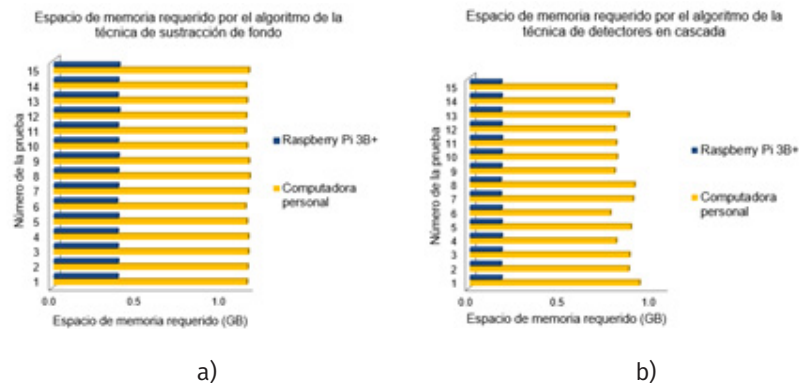 Espacio de memoria requerido por el algoritmo de la
técnica de sustracción de fondo
Número de la prueba
15
14
13
12
11
10
9
8
7
6
5
4
3
2
1
0.0
0.5
1.0
Espacio de memoria requerido (GB)
Raspberry Pi 3B+
Computadora
personal
a)
Espacio de memoria requerido por el algoritmo de la
técnica de detectores en cascada
Número de la prueba
15
14
13
12
11
10
9
8
7
6
5
4
3
2
1
0.0
0.5
1.0
Espacio de memoria requerido (GB)
Raspberry Pi 3B+
Computadora
personal
b)